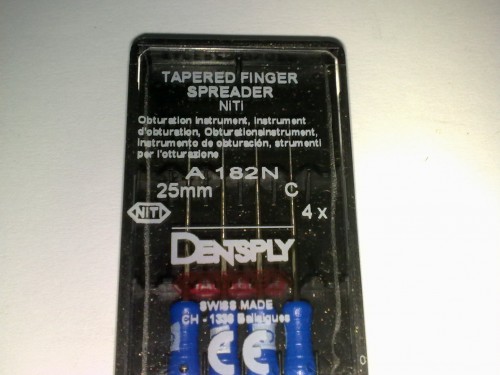 TAPERED FINGER
SPREADER
NiTi
Obturation Instrument, Instrument
d'obturation, Obturationsinstrument,
Instrumento de obturación, strumenti
per l'otturazione
A 182N
25mm C
NiTi 4 x
DENTSPLY
SWISS MADE
CH - 1338 Ballaigues
CE